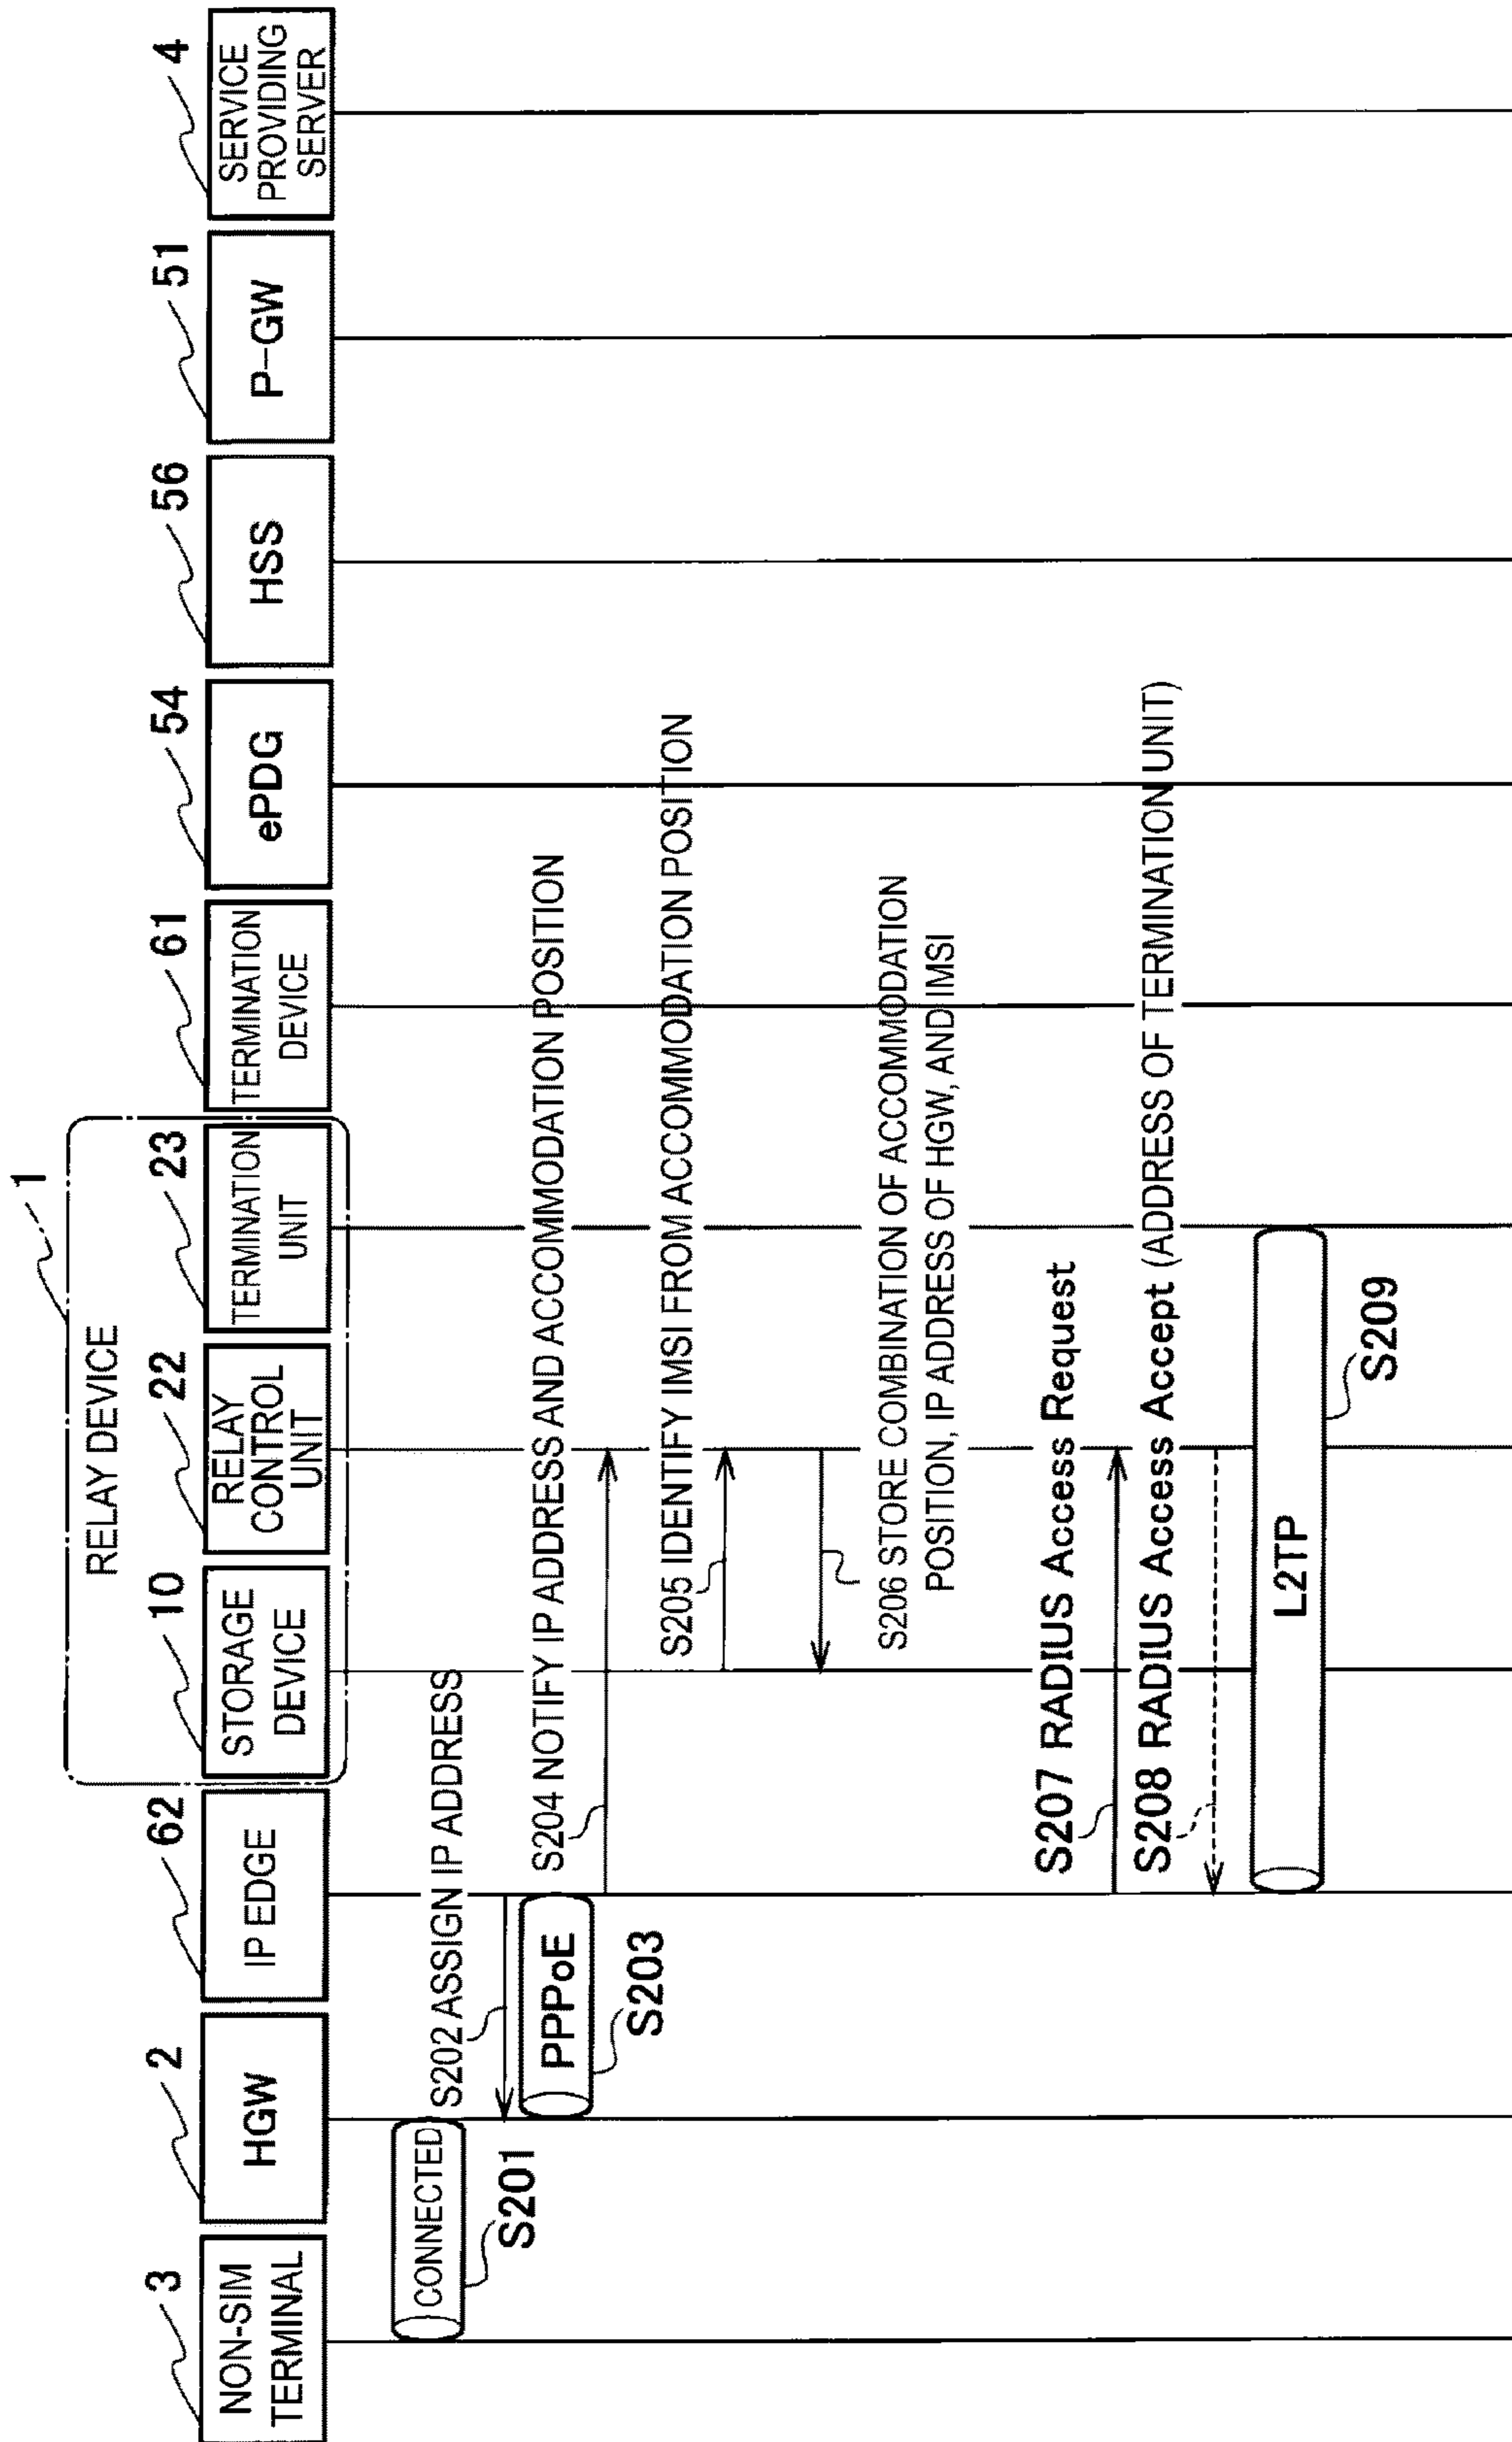 1
RELAY DEVICE
3
NON-SIM
TERMINAL
2
HGW
62
IP EDGE
10
STORAGE
DEVICE
22
RELAY
CONTROL
UNIT
23
TERMINATION
UNIT
61
TERMINATION
DEVICE
54
ePDG
56
HSS
51
P-GW
4
SERVICE
PROVIDING
SERVER
CONNECTED
S201
S202 ASSIGN IP ADDRESS
PPPoE
S203
S204 NOTIFY IP ADDRESS AND ACCOMMODATION POSITION
S205 IDENTIFY IMSI FROM ACCOMMODATION POSITION
S206 STORE COMBINATION OF ACCOMMODATION
POSITION, IP ADDRESS OF HGW, AND IMSI
S207 RADIUS Access Request
S208 RADIUS Access Accept (ADDRESS OF TERMINATION UNIT)
L2TP
S209